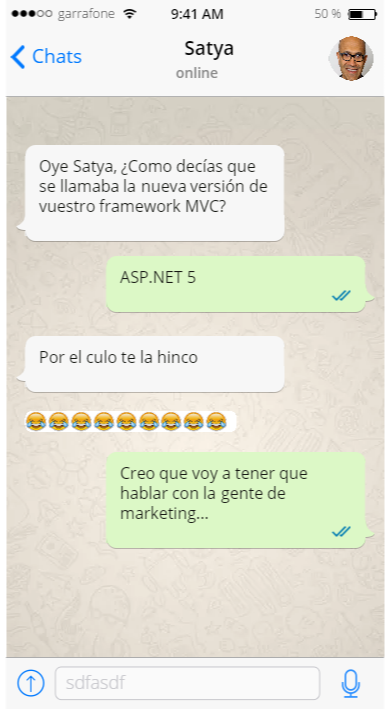 garrafone 9:41 AM 50 %
Chats Satya
online
Oye Satya, ¿Como decías que
se llamaba la nueva versión de
vuestro framework MVC?
ASP.NET 5
Por el culo te la hinco
Creo que voy a tener que
hablar con la gente de
marketing...
sdfasdf